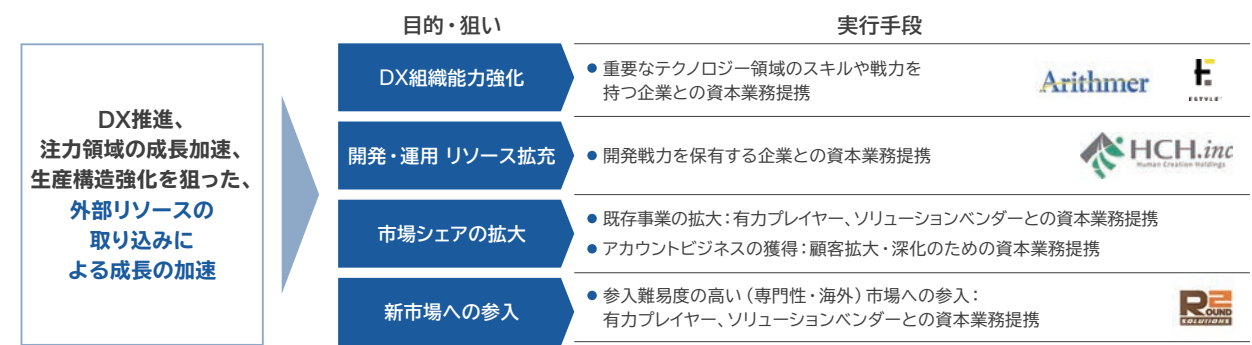 目的・狙い
実行手段
DX推進、
注力領域の成長加速、
生産構造強化を狙った、
外部リソースの
取り込みに
よる成長の加速
DX組織能力強化
● 重要なテクノロジー領域のスキルや戦力を
持つ企業との資本業務提携
Arithmer
E
ESTYLE
開発・運用 リソース拡充
● 開発戦力を保有する企業との資本業務提携
HCH.inc
Human Creation Holdings
市場シェアの拡大
● 既存事業の拡大：有力プレイヤー、ソリューションベンダーとの資本業務提携
● アカウントビジネスの獲得：顧客拡大・深化のための資本業務提携
新市場への参入
● 参入難易度の高い（専門性・海外）市場への参入：
有力プレイヤー、ソリューションベンダーとの資本業務提携
R2
ROUND
SOLUTIONS